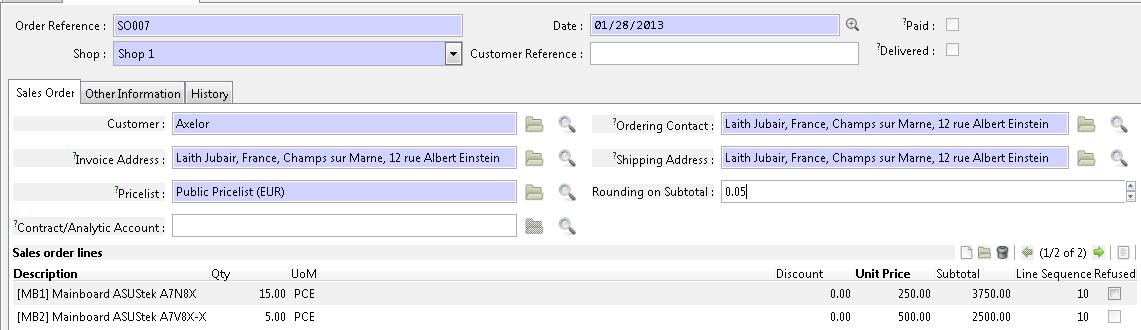 Order Reference : SO007 Date : 01/28/2013 ?Paid :
Shop : Shop 1 Customer Reference : ?Delivered :
Sales Order Other Information History
Customer : Axelor ?Ordering Contact : Laith Jubair, France, Champs sur Marne, 12 rue Albert Einstein
?Invoice Address : Laith Jubair, France, Champs sur Marne, 12 rue Albert Einstein ?Shipping Address : Laith Jubair, France, Champs sur Marne, 12 rue Albert Einstein
?Pricelist : Public Pricelist (EUR) Rounding on Subtotal : 0.05
?Contract/Analytic Account :
Sales order lines (1/2 of 2)
Description Qty UoM Discount Unit Price Subtotal Line Sequence Refused
[MB1] Mainboard ASUStek A7N8X 15.00 PCE 0.00 250.00 3750.00 10
[MB2] Mainboard ASUStek A7V8X-X 5.00 PCE 0.00 500.00 2500.00 10